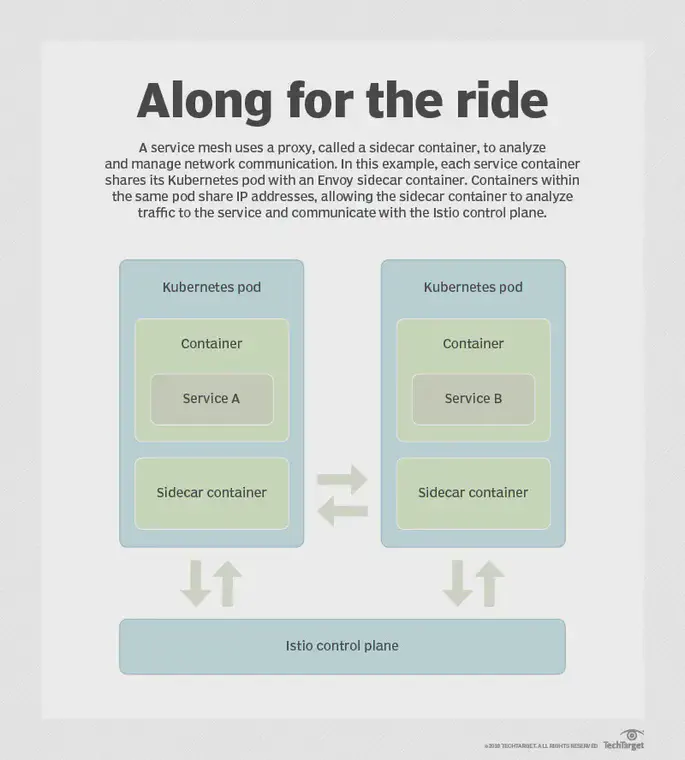 Along for the ride
A service mesh uses a proxy, called a sidecar container, to analyze
and manage network communication. In this example, each service container
shares its Kubernetes pod with an Envoy sidecar container. Containers within
the same pod share IP addresses, allowing the sidecar container to analyze
traffic to the service and communicate with the Istio control plane.
Kubernetes pod
Container
Service A
Sidecar container
Kubernetes pod
Container
Service B
Sidecar container
Istio control plane
TECHTARGET. ALL RIGHTS RESERVED
TechTarget